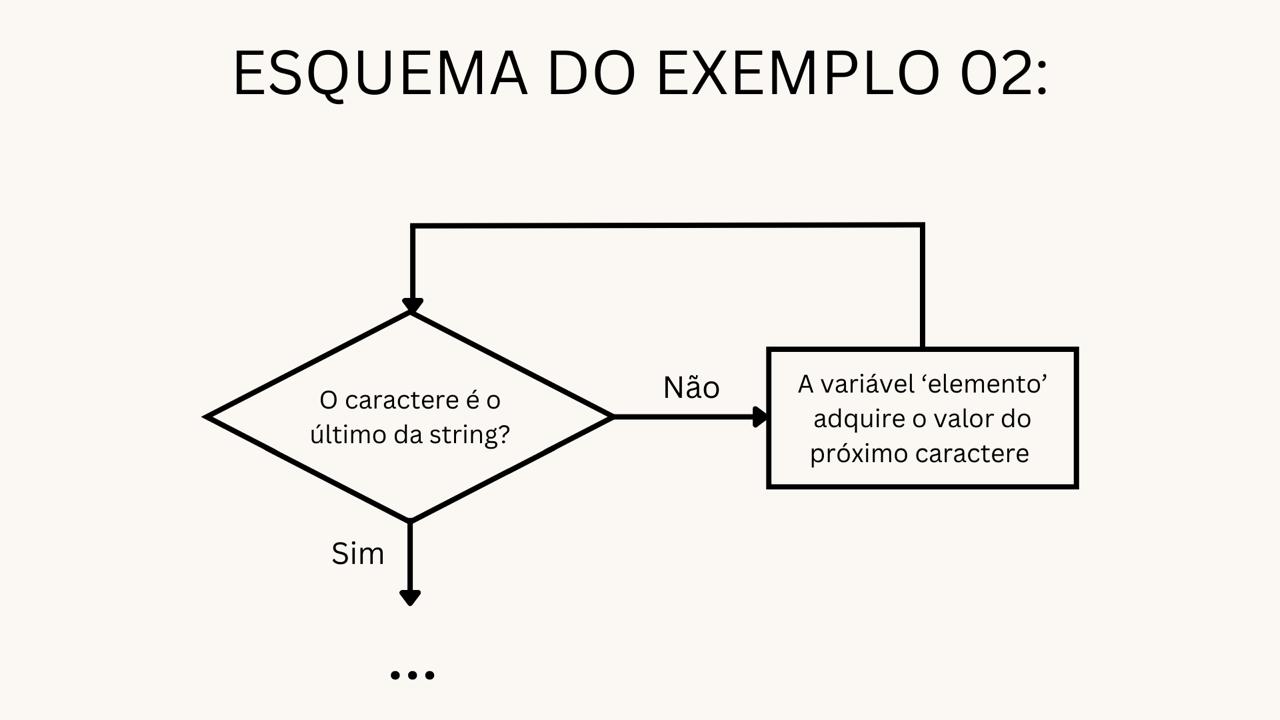 ESQUEMA DO EXEMPLO 02:
O caractere é o
último da string?
Não
A variável ‘elemento’
adquire o valor do
próximo caractere
Sim
...